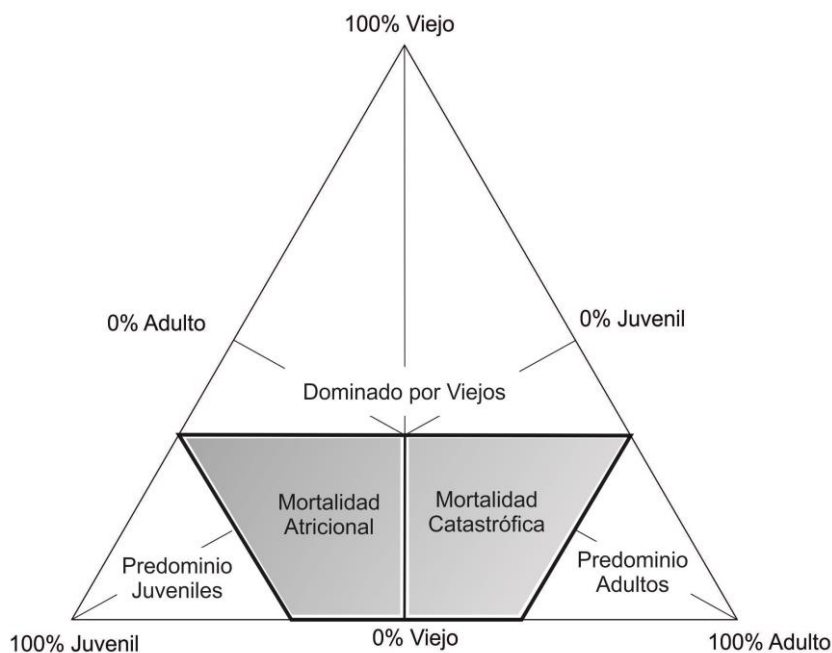 100% Viejo
0% Adulto
0% Juvenil
Dominado por Viejos
Mortalidad
Atricional
Mortalidad
Catastrófica
Predominio
Juveniles
Predominio
Adultos
100% Juvenil
0% Viejo
100% Adulto